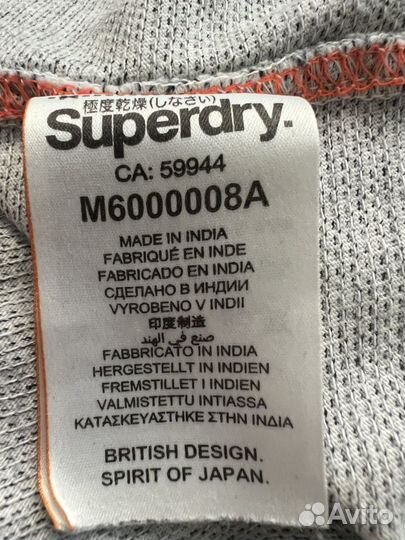 極度乾燥(しなさい)
Superdry.
CA: 59944
M6000008A
MADE IN INDIA
FABRIQUÉ EN INDE
FABRICADO EN INDIA
СДЕЛАНО В ИНДИИ
VYROBENO V INDII
印度制造
صنع في الهند
FABBRICATO IN INDIA
HERGESTELLT IN INDIEN
FREMSTILLET I INDIEN
VALMISTETTU INTIASSA
ΚΑΤΑΣΚΕΥΑΣΤΗΚΕ ΣΤΗΝ ΙΝΔΙΑ
BRITISH DESIGN.
SPIRIT OF JAPAN.
Avito